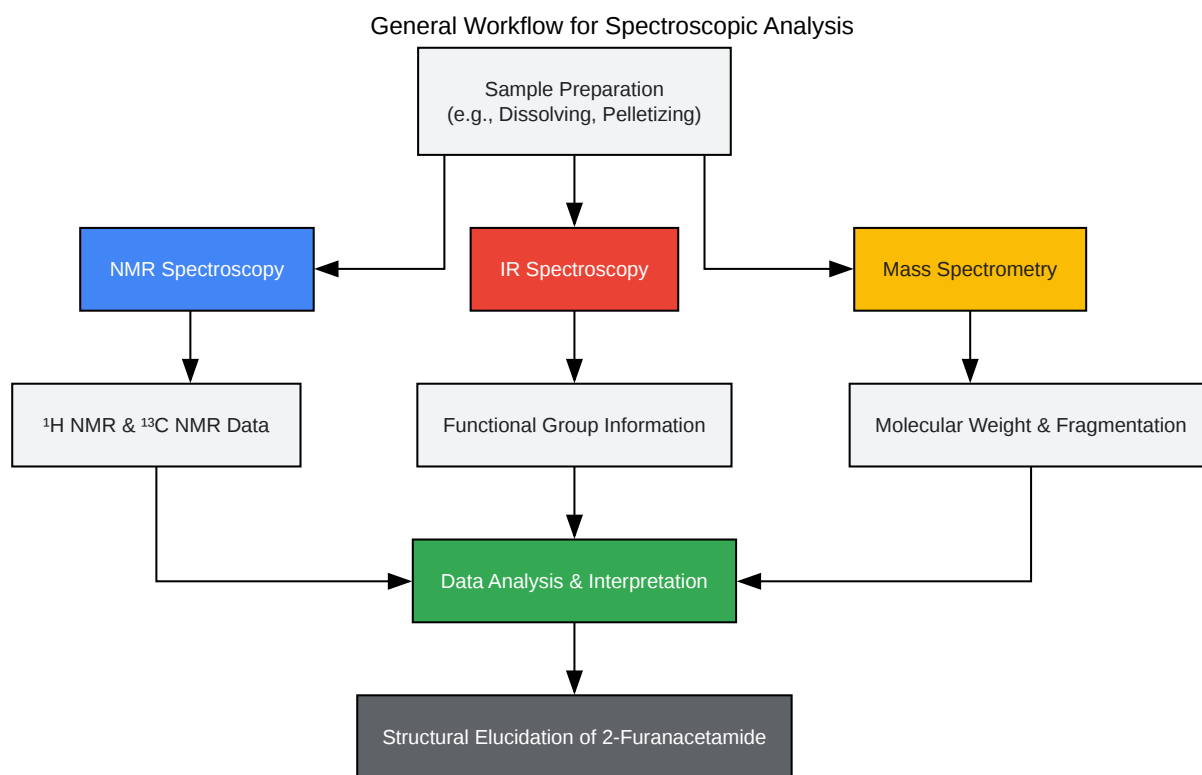 General Workflow for Spectroscopic Analysis
Sample Preparation
(e.g., Dissolving, Pelletizing)
NMR Spectroscopy
IR Spectroscopy
Mass Spectrometry
¹H NMR & ¹³C NMR Data
Functional Group Information
Molecular Weight & Fragmentation
Data Analysis & Interpretation
Structural Elucidation of 2-Furanacetamide